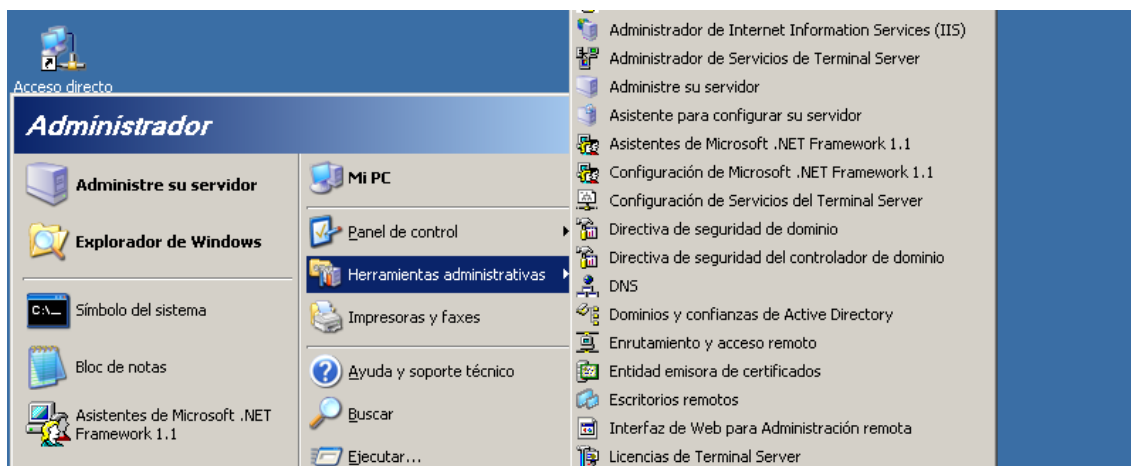 Acceso directo
Administrador
Administre su servidor
Explorador de Windows
Símbolo del sistema
C:\_
Bloc de notas
Asistentes de Microsoft .NET
Framework 1.1
Mi PC
Panel de control
Herramientas administrativas
Impresoras y faxes
Ayuda y soporte técnico
Buscar
Ejecutar...
Administrador de Internet Information Services (IIS)
Administrador de Servicios de Terminal Server
Administre su servidor
Asistente para configurar su servidor
Asistentes de Microsoft .NET Framework 1.1
Configuración de Microsoft .NET Framework 1.1
Configuración de Servicios del Terminal Server
Directiva de seguridad de dominio
Directiva de seguridad del controlador de dominio
DNS
Dominios y confianzas de Active Directory
Enrutamiento y acceso remoto
Entidad emisora de certificados
Escritorios remotos
Interfaz de Web para Administración remota
Licencias de Terminal Server